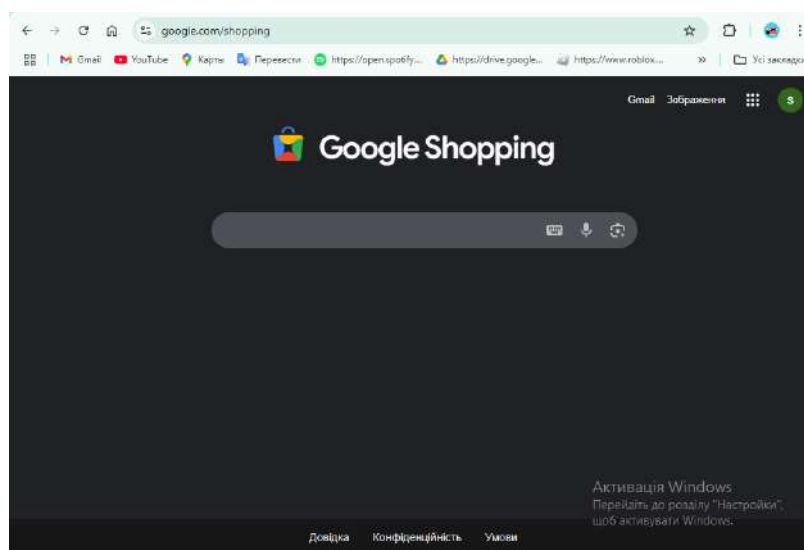 google.com/shopping
Gmail YouTube Карты Перевести https://open.spotify... https://drive.google... https://www.roblox... » Усі закладки
Gmail Зображення
S
Google Shopping
Активація Windows
Перейдіть до розділу "Настройки",
щоб активувати Windows.
Довідка Конфіденційність Умови